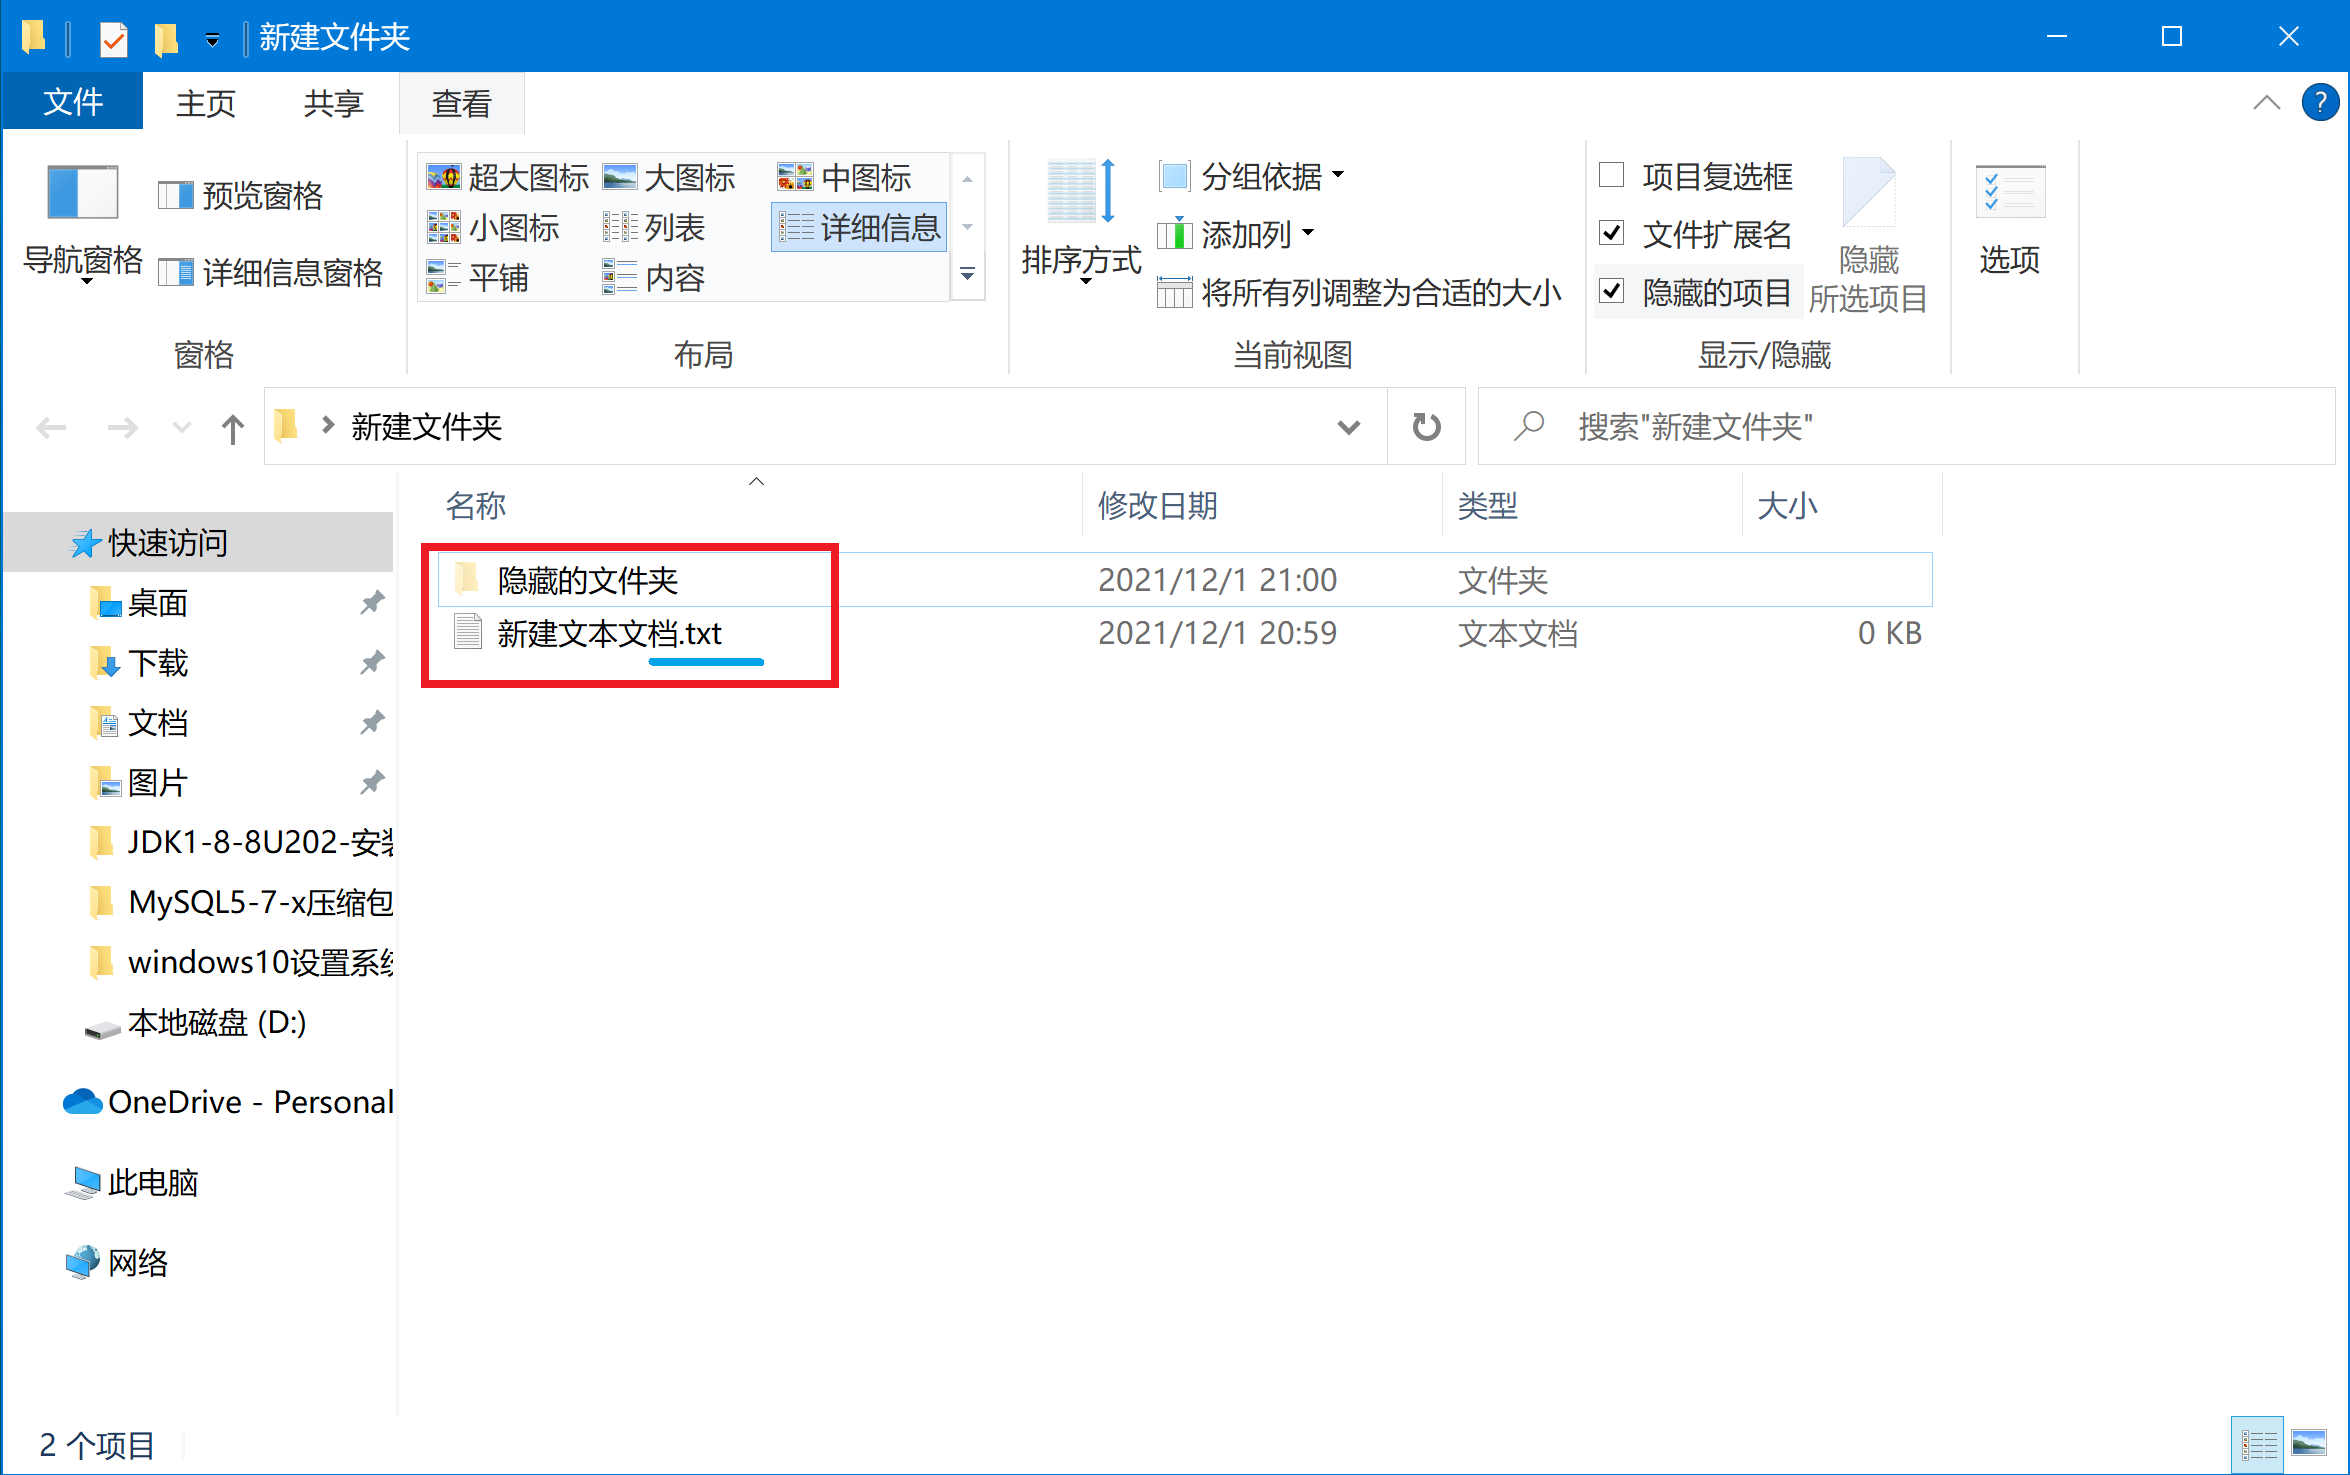 新建文件夹
文件 主页 共享 查看
导航窗格
预览窗格
详细信息窗格
窗格
超大图标 大图标 中图标
小图标 列表 详细信息
平铺 内容
布局
排序方式
分组依据
添加列
将所有列调整为合适的大小
当前视图
项目复选框
文件扩展名
隐藏的项目
隐藏
所选项目
显示/隐藏
选项
新建文件夹
搜索"新建文件夹"
名称 修改日期 类型 大小
隐藏的文件夹 2021/12/1 21:00 文件夹
新建文本文档.txt 2021/12/1 20:59 文本文档 0 KB
快速访问
桌面
下载
文档
图片
JDK1-8-8U202-安装
MySQL5-7-x压缩包
windows10设置系统
本地磁盘 (D:)
OneDrive - Personal
此电脑
网络
2 个项目